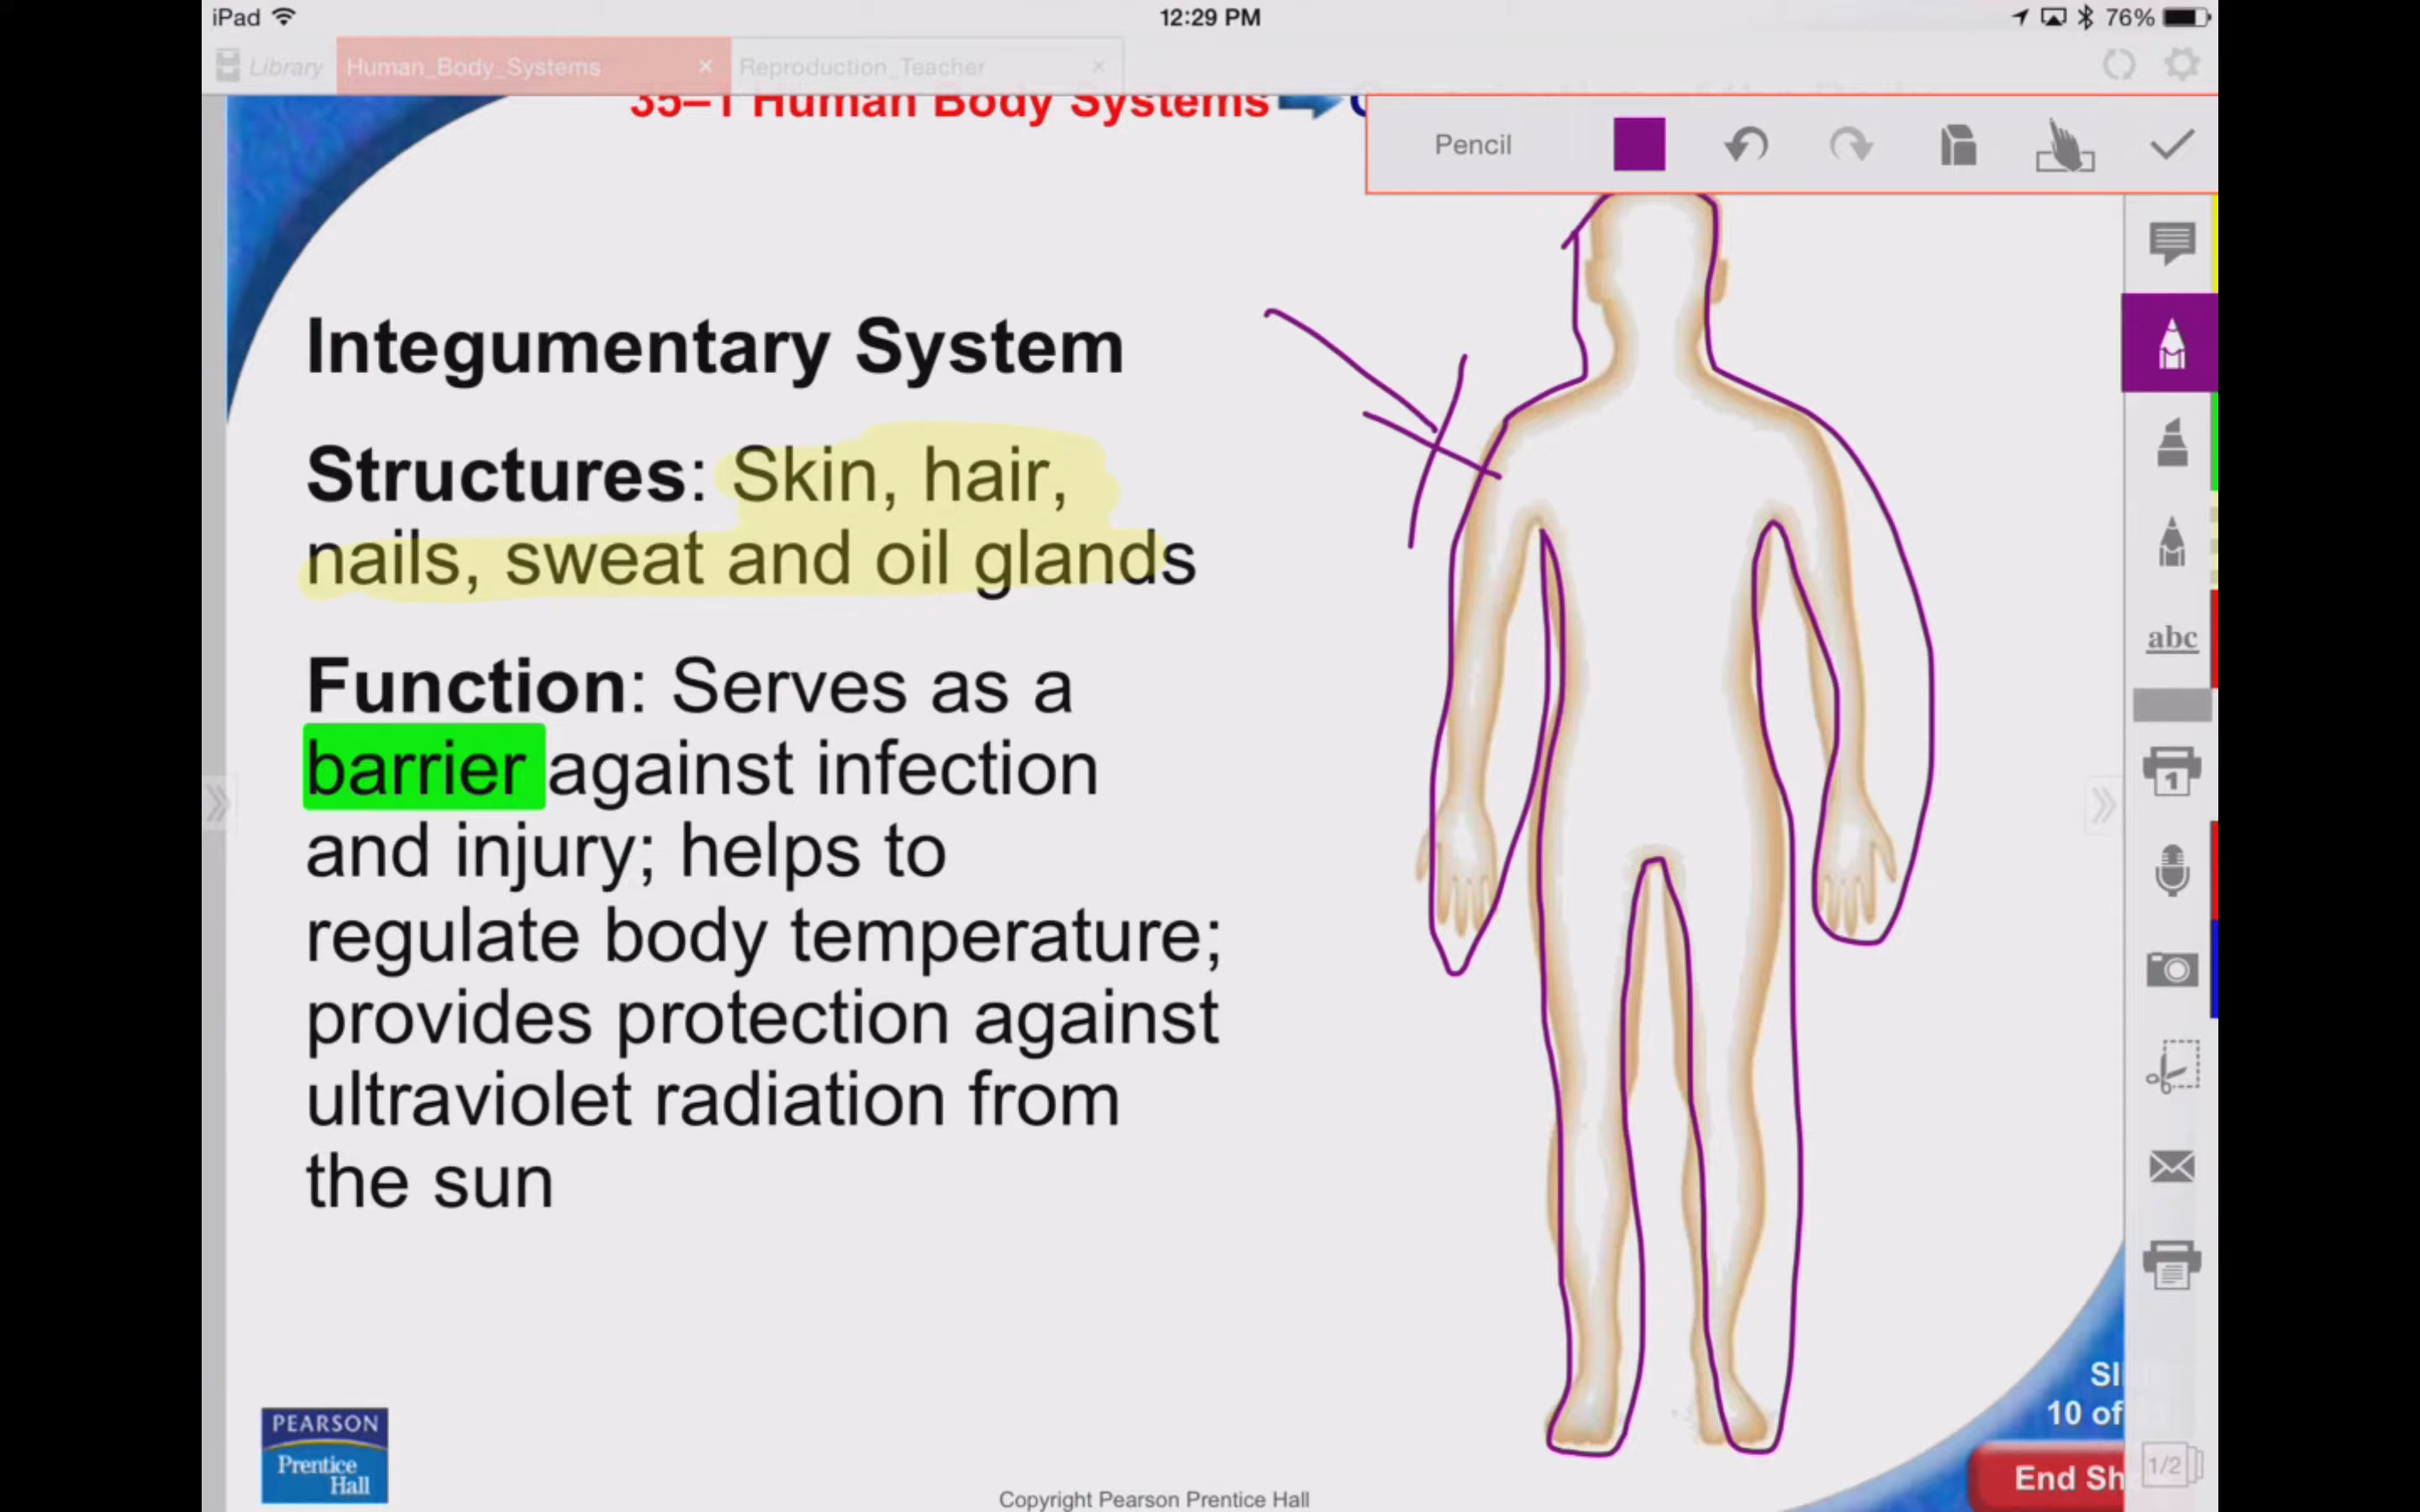 iPad 12:29 PM 76%
Library Human_Body_Systems × Reproduction_Teacher ×
35–1 Human Body Systems
Pencil
Integumentary System
Structures: Skin, hair,
nails, sweat and oil glands
Function: Serves as a
barrier against infection
and injury; helps to
regulate body temperature;
provides protection against
ultraviolet radiation from
the sun
abc
1
10 of
End Sh
1/2
PEARSON
Prentice
Hall
Copyright Pearson Prentice Hall